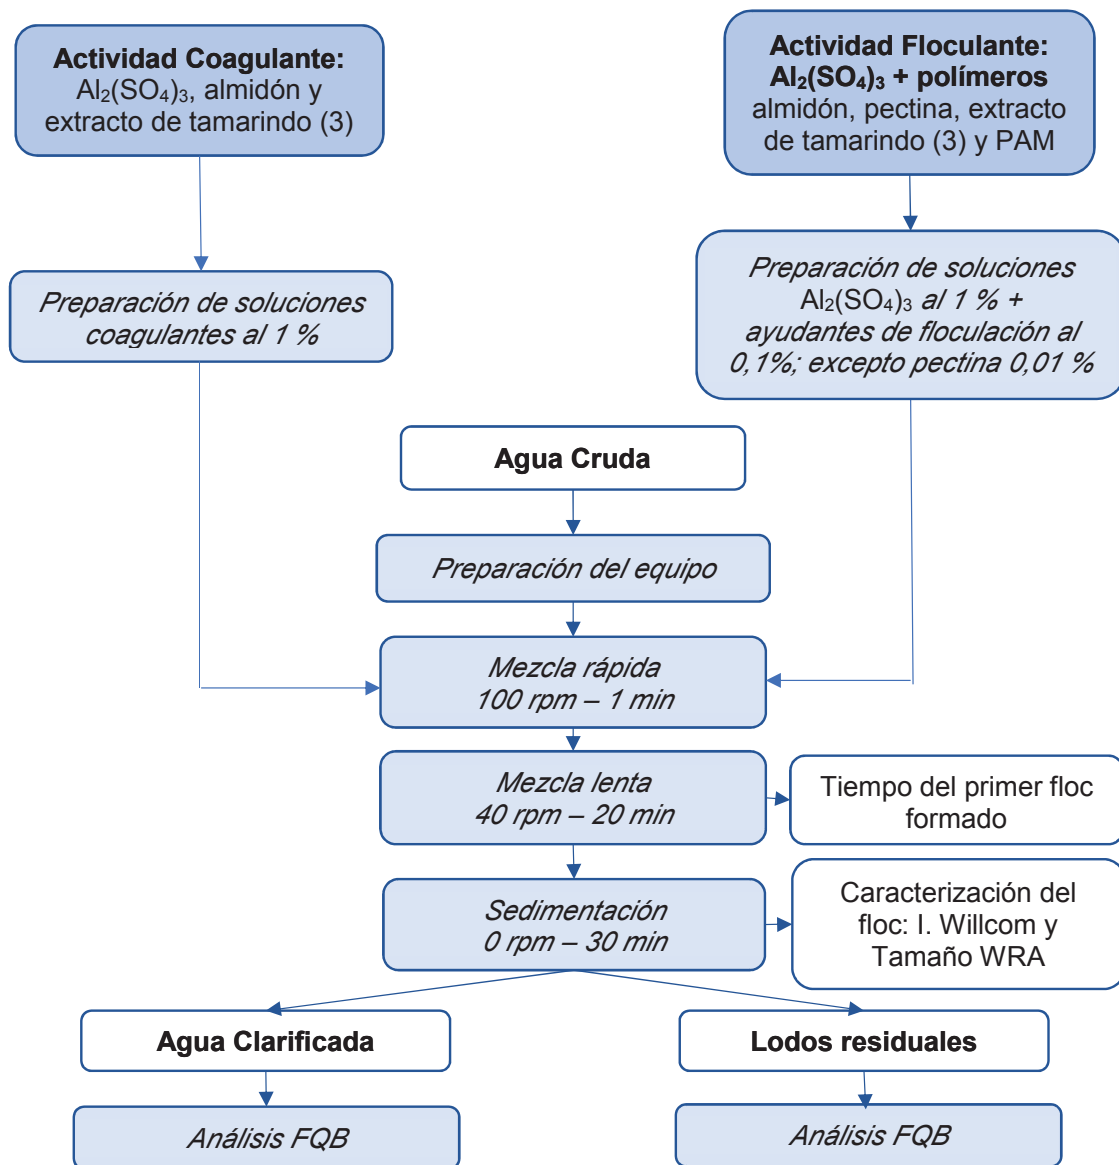 Actividad Coagulante:
Al₂(SO₄)₃, almidón y
extracto de tamarindo (3)
Actividad Floculante:
Al₂(SO₄)₃ + polímeros
almidón, pectina, extracto
de tamarindo (3) y PAM
Preparación de soluciones
coagulantes al 1 %
Preparación de soluciones
Al₂(SO₄)₃ al 1 % +
ayudantes de floculación al
0,1%; excepto pectina 0,01 %
Agua Cruda
Preparación del equipo
Mezcla rápida
100 rpm – 1 min
Mezcla lenta
40 rpm – 20 min
Tiempo del primer floc
formado
Sedimentación
0 rpm – 30 min
Caracterización del
floc: I. Willcom y
Tamaño WRA
Agua Clarificada
Lodos residuales
Análisis FQB
Análisis FQB